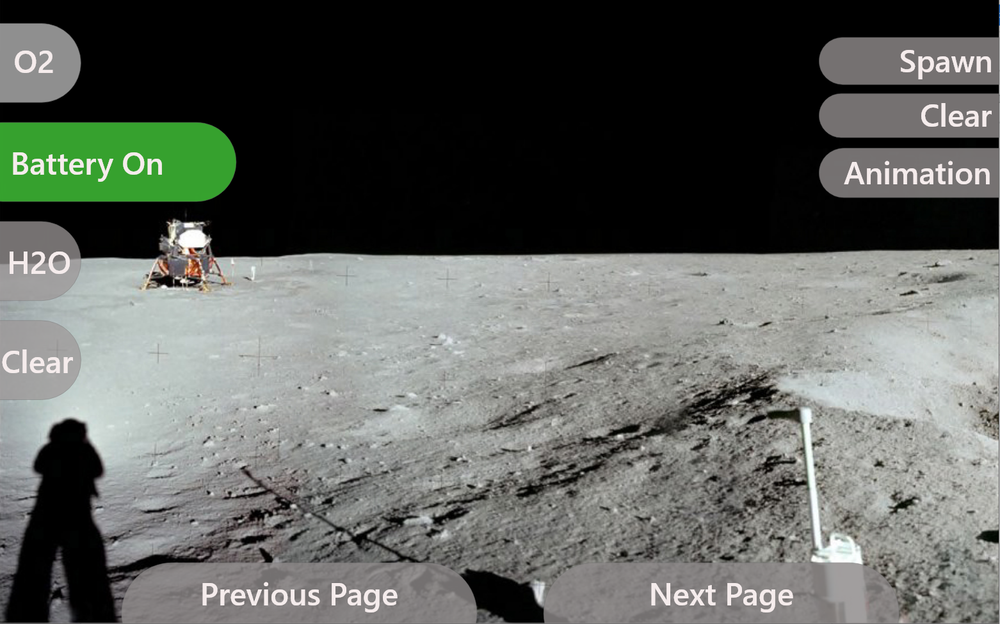 O2
Battery On
H2O
Clear
Spawn
Clear
Animation
Previous Page
Next Page